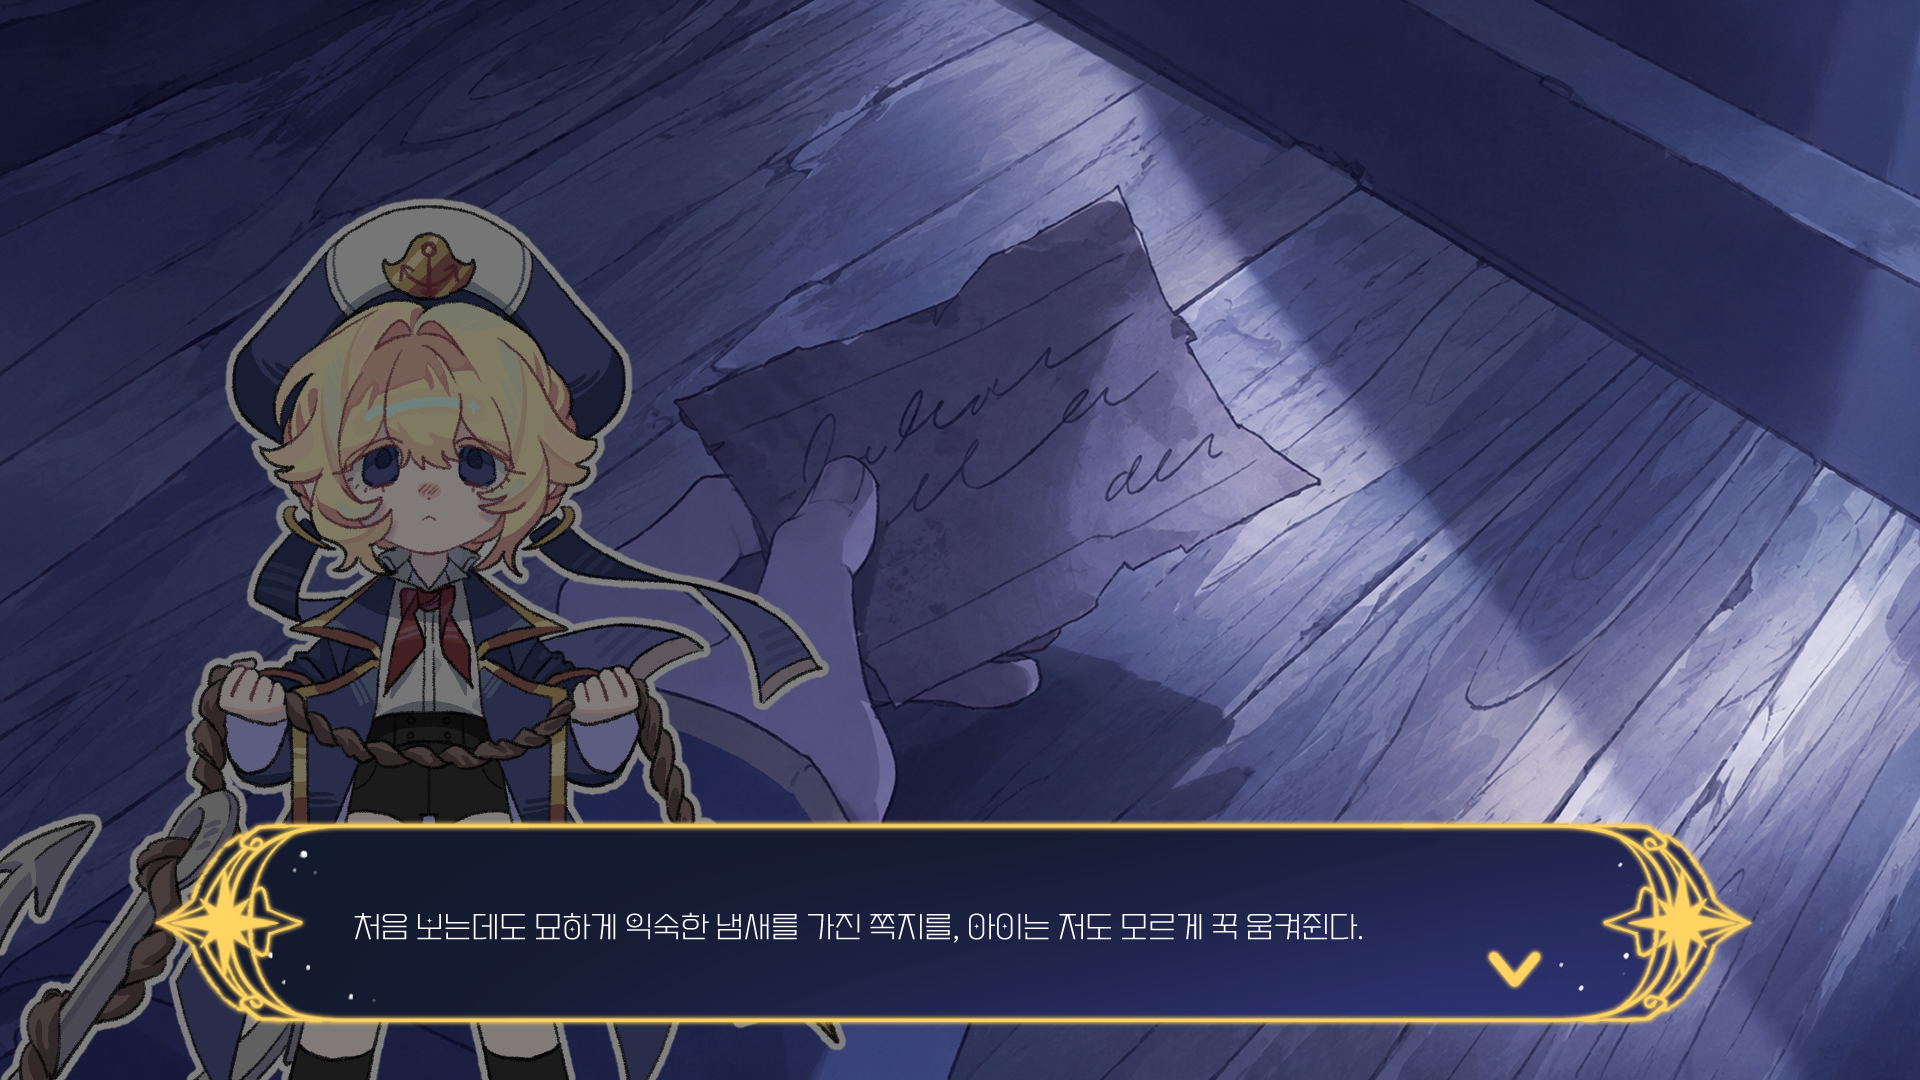 처음 보는데도 묘하게 익숙한 냄새를 가진 쪽지를, 아이는 저도 모르게 꾹 움켜쥔다.